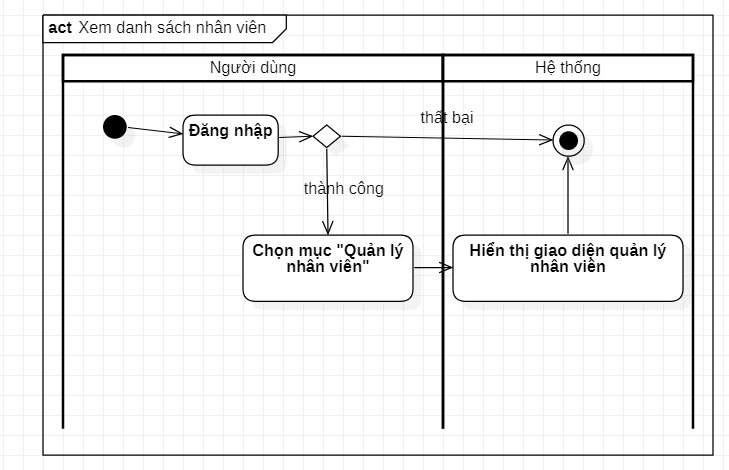 act Xem danh sách nhân viên
Người dùng
Hệ thống
thất bại
Đăng nhập
thành công
Chọn mục "Quản lý
nhân viên"
Hiển thị giao diện quản lý
nhân viên